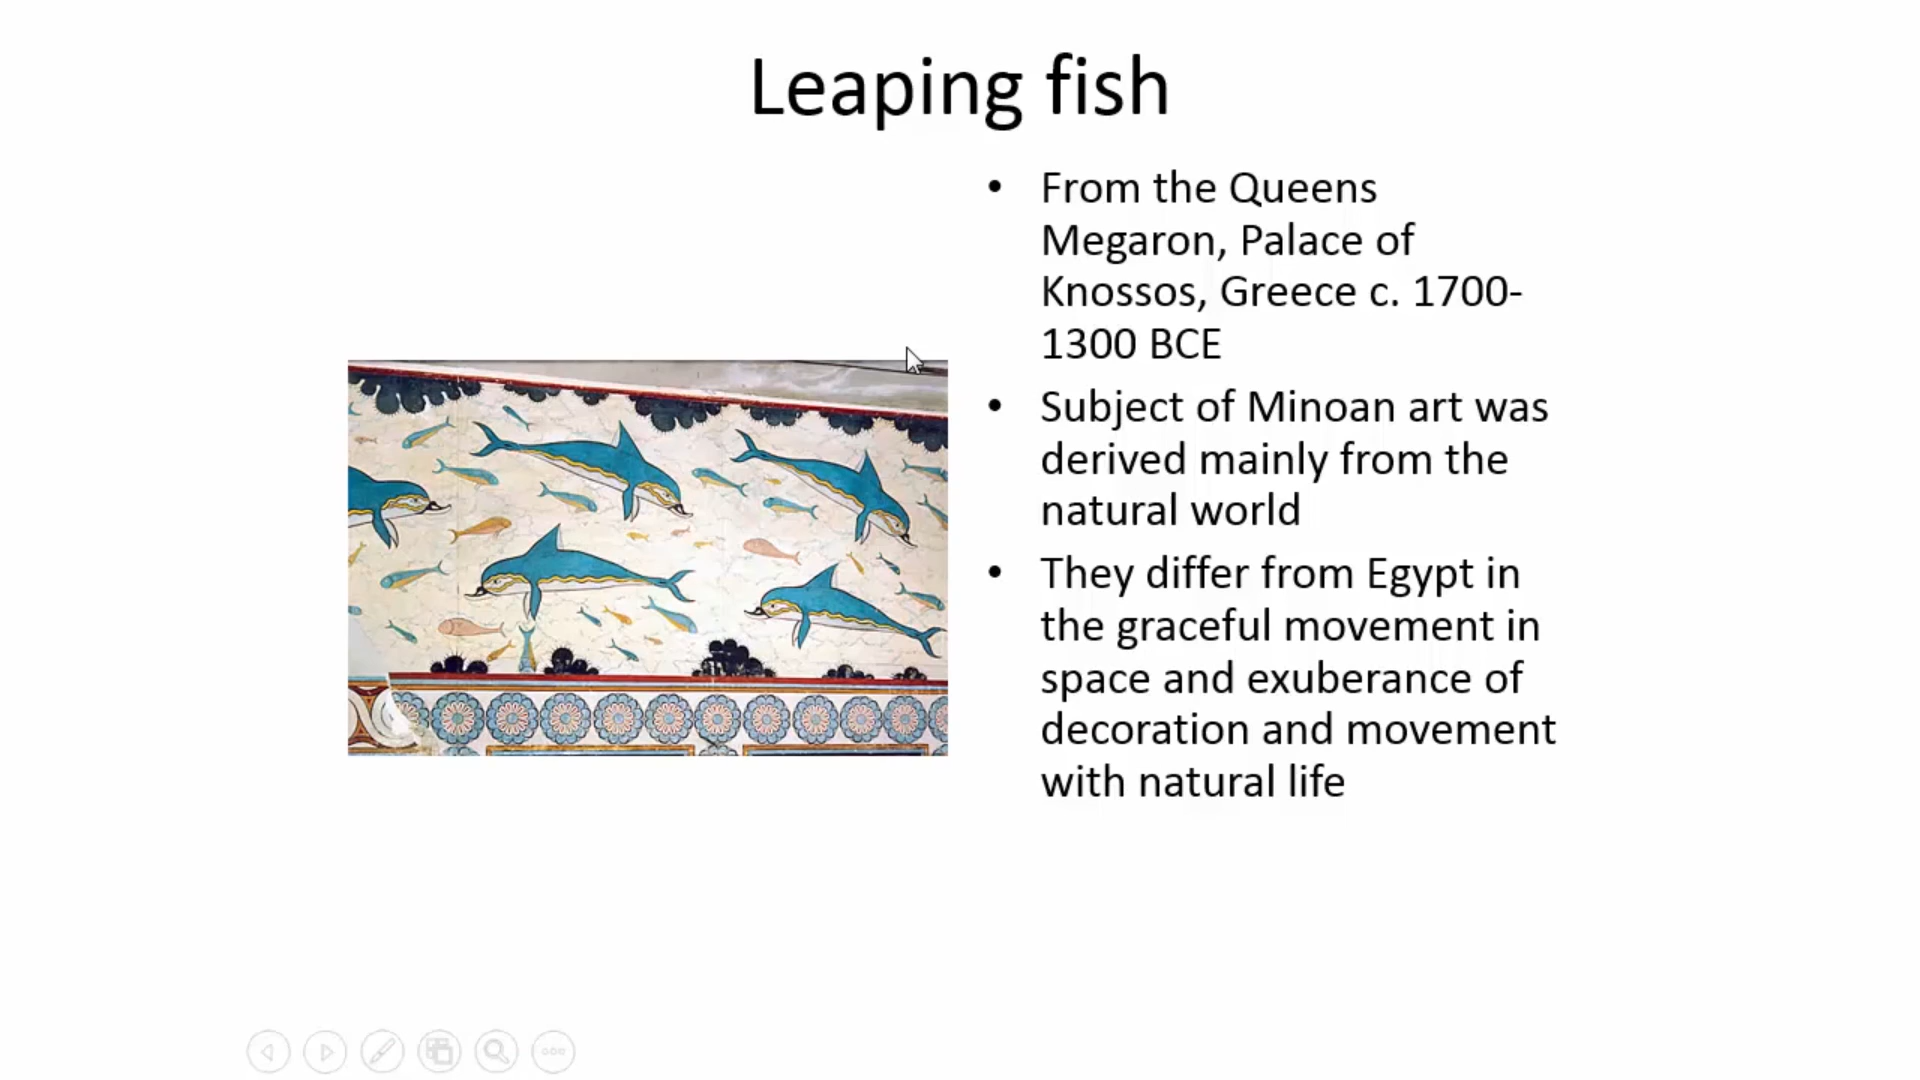 Leaping fish
• From the Queens
Megaron, Palace of
Knossos, Greece c. 1700-
1300 BCE
• Subject of Minoan art was
derived mainly from the
natural world
• They differ from Egypt in
the graceful movement in
space and exuberance of
decoration and movement
with natural life